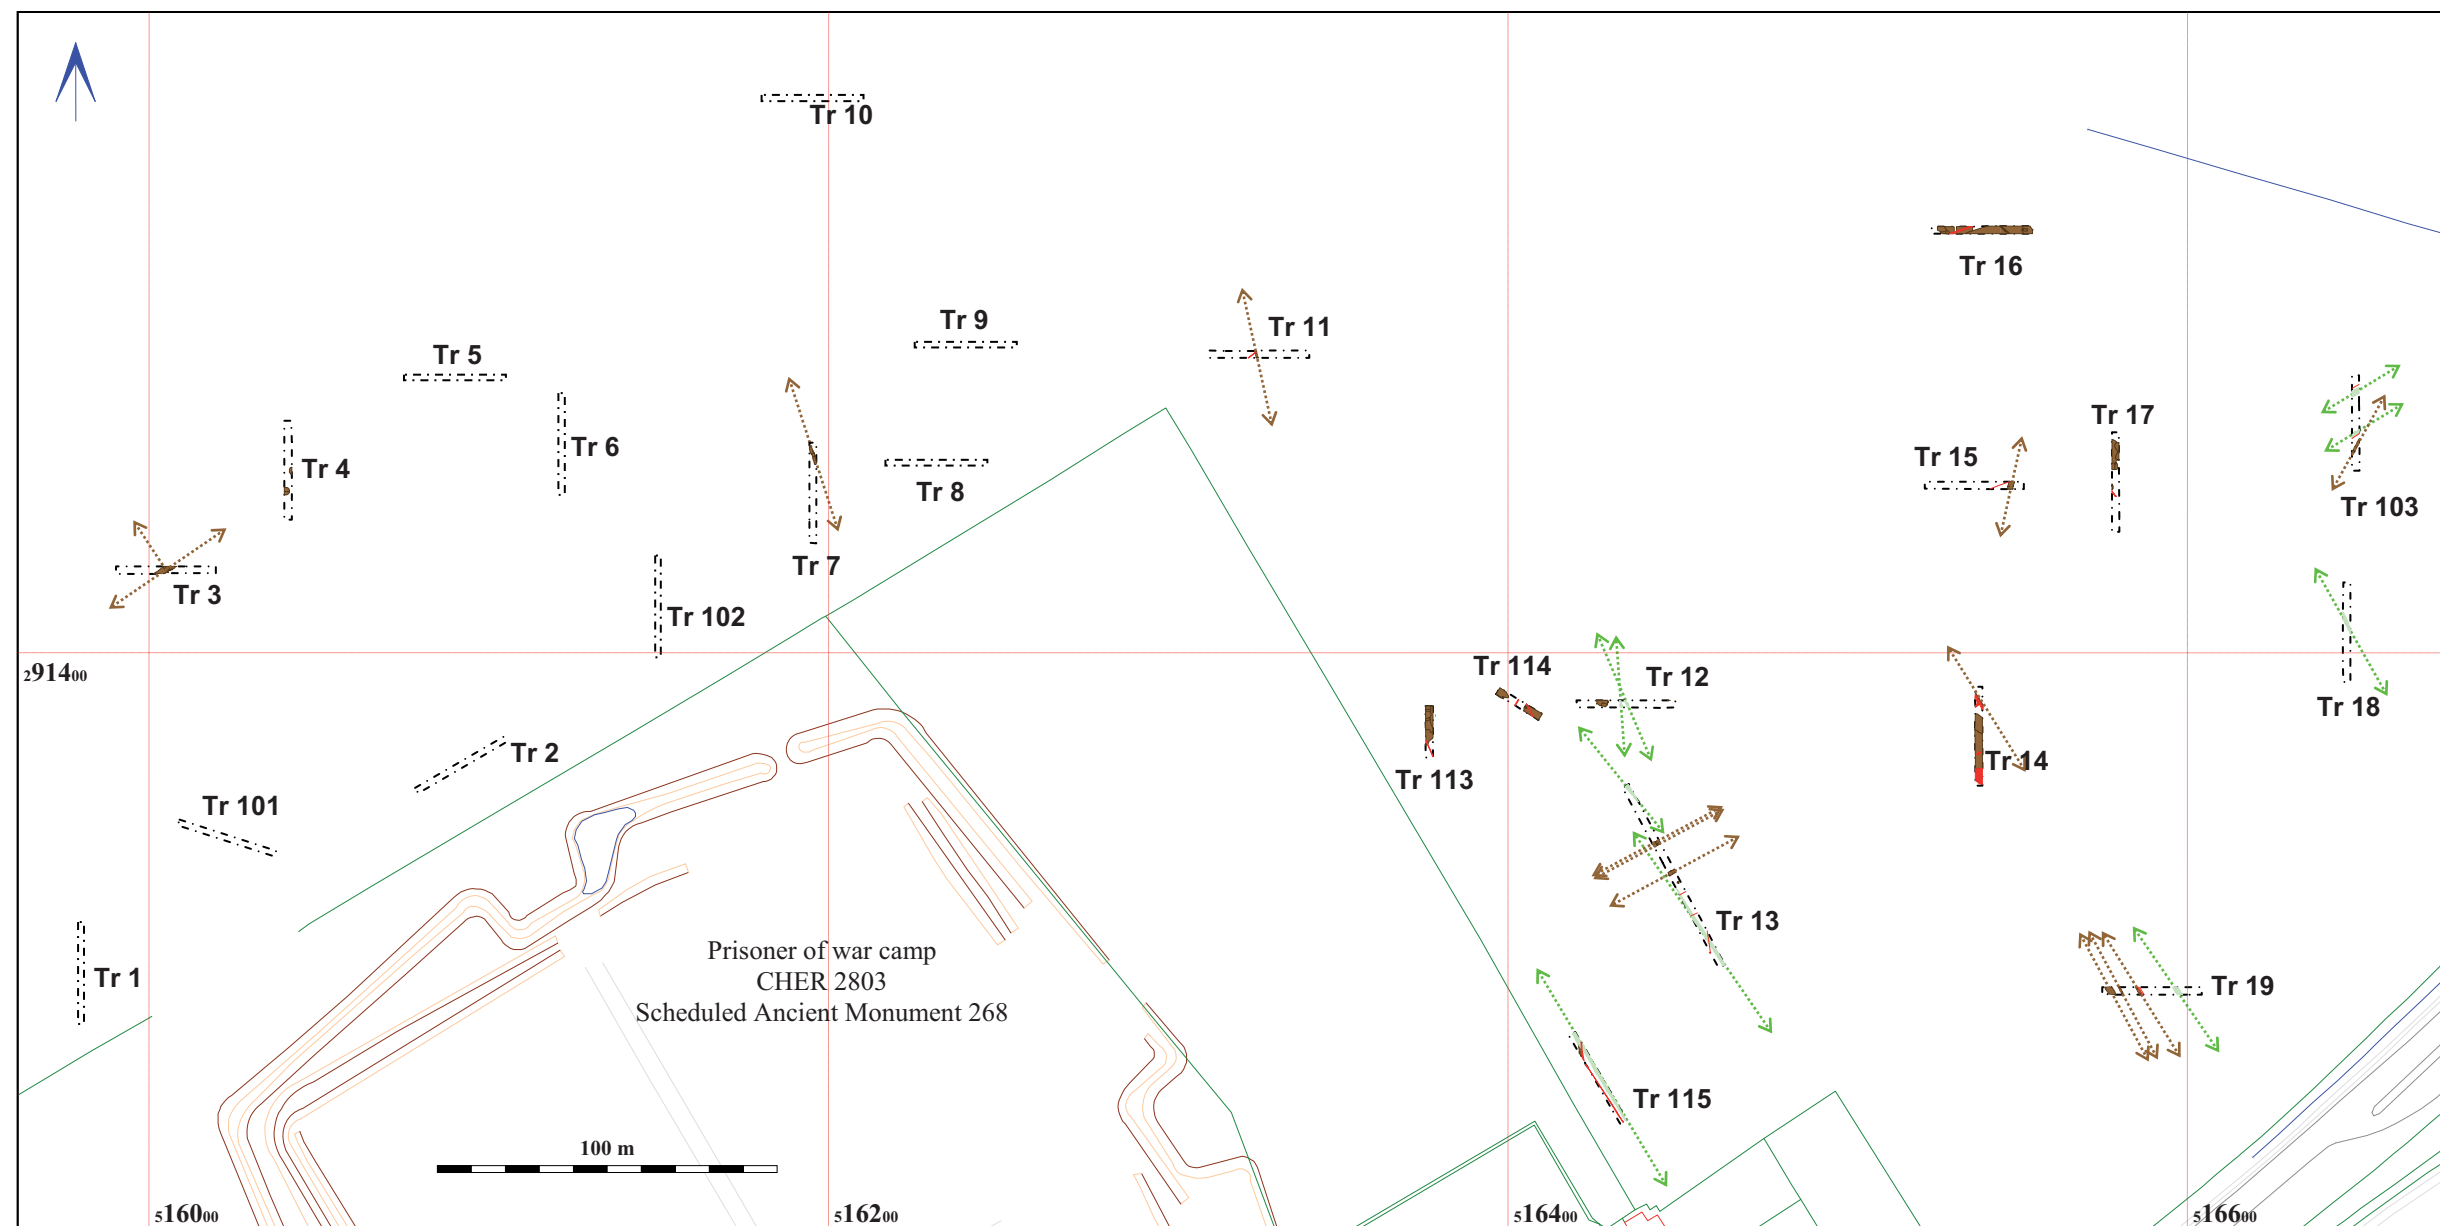 Tr 10
Tr 16
Tr 9
Tr 11
Tr 5
Tr 17
Tr 6
Tr 4
Tr 15
Tr 8
Tr 103
Tr 7
Tr 3
Tr 102
29140​0
Tr 114
Tr 12
Tr 18
Tr 2
Tr 14
Tr 113
Tr 101
Tr 13
Prisoner of war camp
CHER 2803
Scheduled Ancient Monument 268
Tr 1
Tr 19
Tr 115
100 m
516000
516200
516400
516600